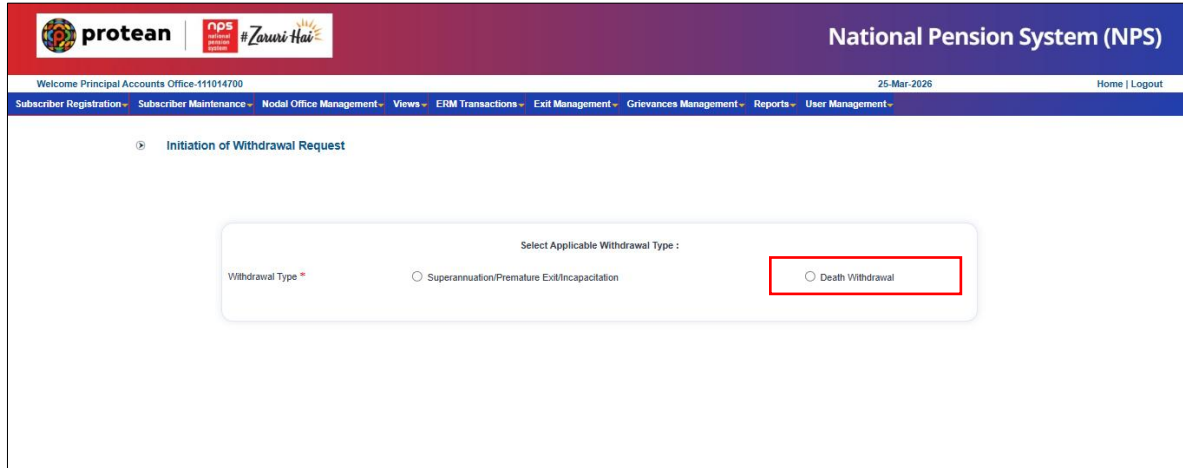 protean
nps
national
pension
system
#Zaruri Hai
National Pension System (NPS)
Welcome Principal Accounts Office-111014700
25-Mar-2026
Home | Logout
Subscriber Registration Subscriber Maintenance Nodal Office Management Views ERM Transactions Exit Management Grievances Management Reports User Management
Initiation of Withdrawal Request
Select Applicable Withdrawal Type :
Withdrawal Type * Superannuation/Premature Exit/Incapacitation Death Withdrawal